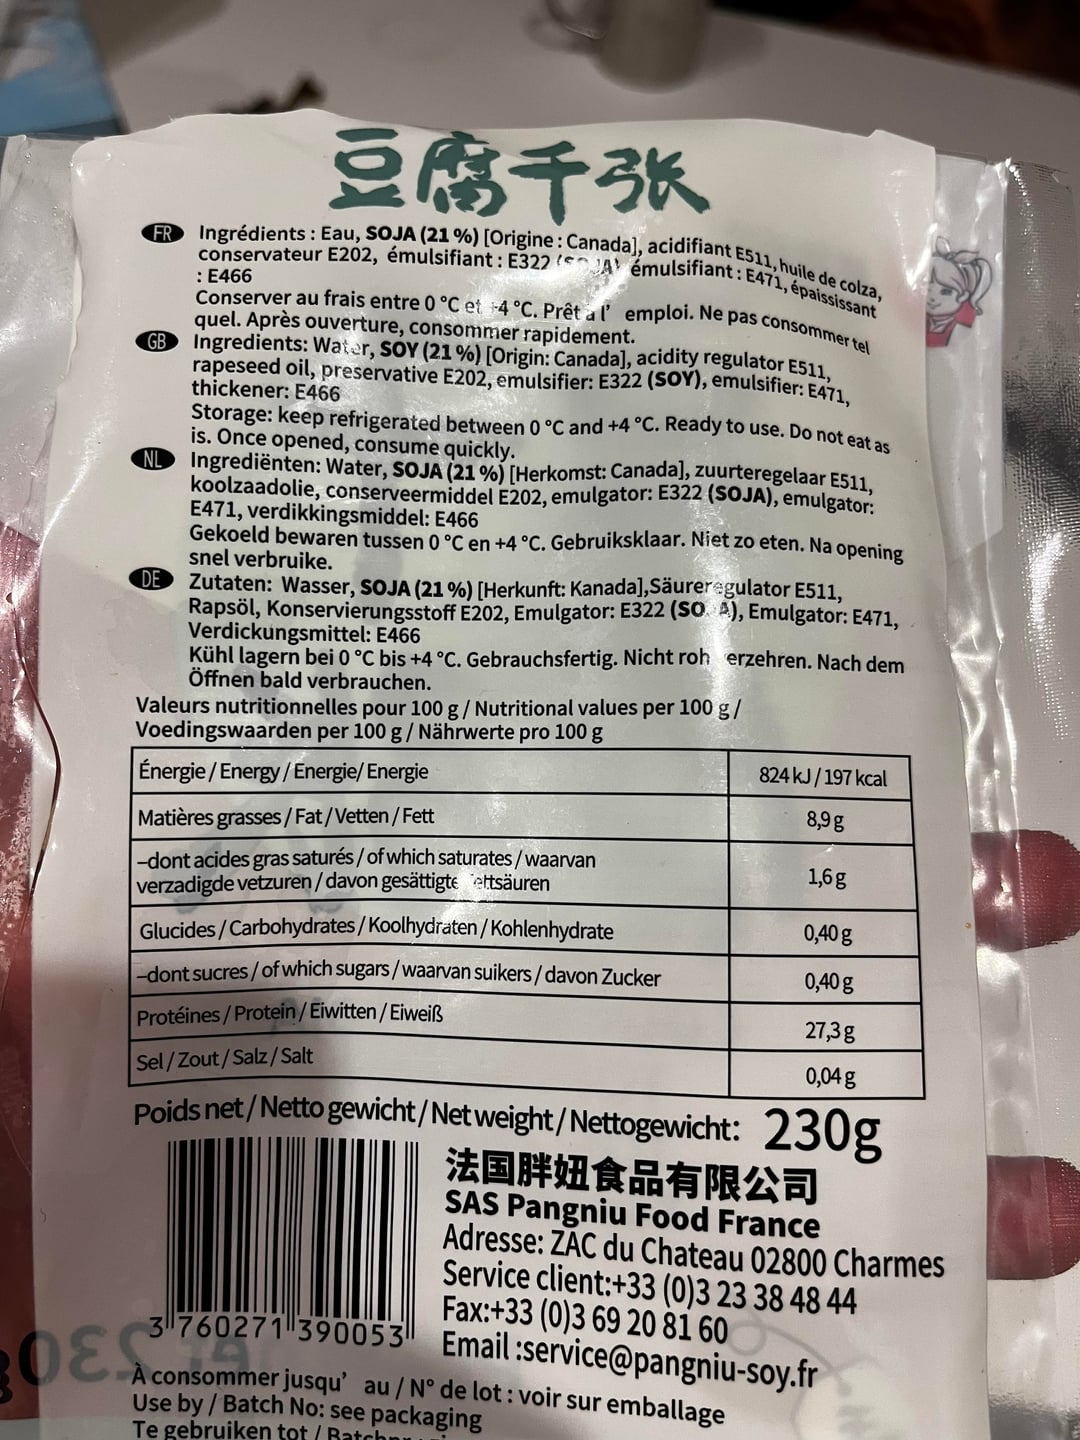 豆腐千张
FR Ingrédients : Eau, SOJA (21 %) [Origine : Canada], acidifiant E511, huile de colza,
conservateur E202, émulsifiant : E322 émulsifiant : E471, épaississant
: E466
Conserver au frais entre 0 °C et +4 °C. Prêt à l' emploi. Ne pas consommer tel
quel. Après ouverture, consommer rapidement.
GB Ingredients: Water, SOY (21 %) [Origin: Canada], acidity regulator E511,
rapeseed oil, preservative E202, emulsifier: E322 (SOY), emulsifier: E471,
thickener: E466
Storage: keep refrigerated between 0 °C and +4 °C. Ready to use. Do not eat as
is. Once opened, consume quickly.
NL Ingrediënten: Water, SOJA (21 %) [Herkomst: Canada], zuurteregelaar E511,
koolzaadolie, conserveermiddel E202, emulgator: E322 (SOJA), emulgator:
E471, verdikkingsmiddel: E466
Gekoeld bewaren tussen 0 °C en +4 °C. Gebruiksklaar. Niet zo eten. Na opening
snel verbruike.
DE Zutaten: Wasser, SOJA (21 %) [Herkunft: Kanada],Säureregulator E511,
Rapsöl, Konservierungsstoff E202, Emulgator: E322 (SOJA), Emulgator: E471,
Verdickungsmittel: E466
Kühl lagern bei 0 °C bis +4 °C. Gebrauchsfertig. Nicht roh verzehren. Nach dem
Öffnen bald verbrauchen.
Valeurs nutritionnelles pour 100 g / Nutritional values per 100 g /
Voedingswaarden per 100 g / Nährwerte pro 100 g
Énergie / Energy / Energie/ Energie 824 kJ / 197 kcal
Matières grasses / Fat / Vetten / Fett 8,9 g
–dont acides gras saturés / of which saturates / waarvan
verzadigde vetzuren / davon gesättigte Fettsäuren 1,6 g
Glucides / Carbohydrates / Koolhydraten / Kohlenhydrate 0,40 g
–dont sucres / of which sugars / waarvan suikers / davon Zucker 0,40 g
Protéines / Protein / Eiwitten / Eiweiß 27,3 g
Sel / Zout / Salz / Salt 0,04 g
Poids net / Netto gewicht / Net weight / Nettogewicht: 230g
法国胖妞食品有限公司
SAS Pangniu Food France
Adresse: ZAC du Chateau 02800 Charmes
Service client:+33 (0)3 23 38 48 44
Fax:+33 (0)3 69 20 81 60
Email :service@pangniu-soy.fr
3 760271 390053
À consommer jusqu' au / N° de lot : voir sur emballage
Use by / Batch No: see packaging
Te gebruiken tot /